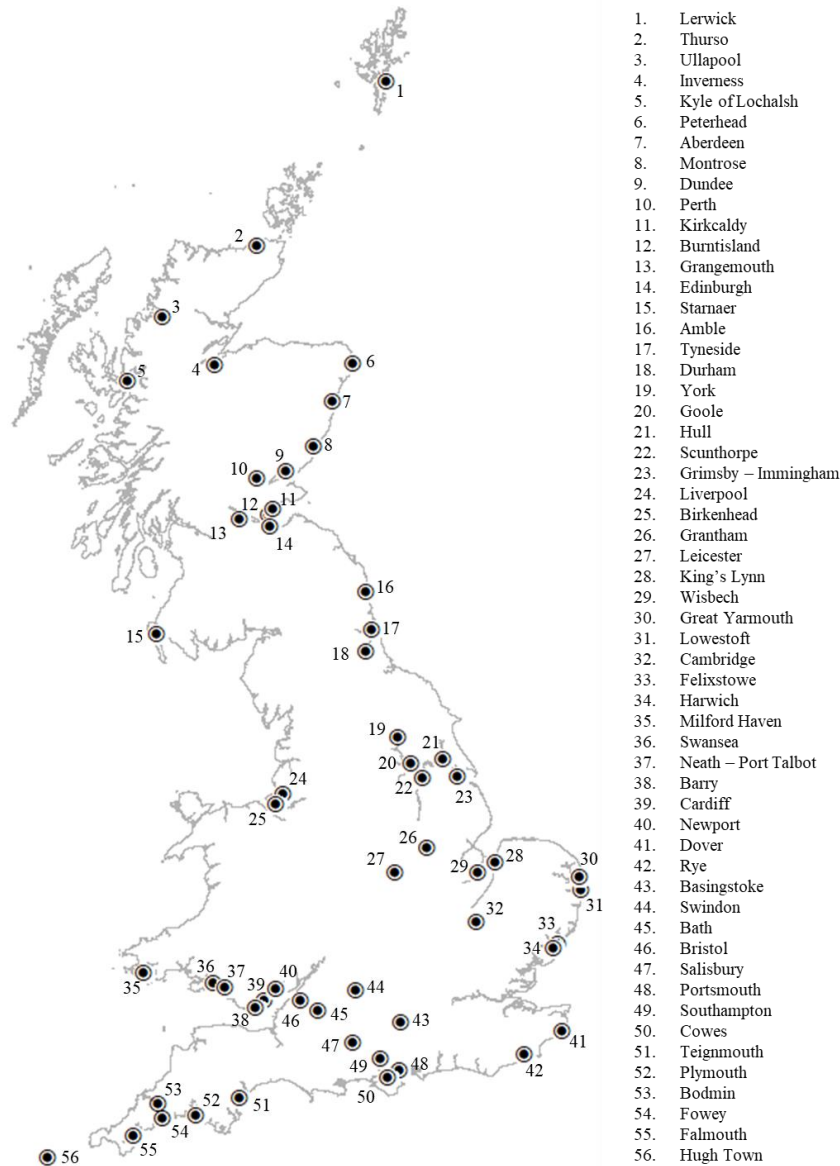 1. Lerwick
2. Thurso
3. Ullapool
4. Inverness
5. Kyle of Lochalsh
6. Peterhead
7. Aberdeen
8. Montrose
9. Dundee
10. Perth
11. Kirkcaldy
12. Burntisland
13. Grangemouth
14. Edinburgh
15. Starnaer
16. Amble
17. Tyneside
18. Durham
19. York
20. Goole
21. Hull
22. Scunthorpe
23. Grimsby – Immingham
24. Liverpool
25. Birkenhead
26. Grantham
27. Leicester
28. King's Lynn
29. Wisbech
30. Great Yarmouth
31. Lowestoft
32. Cambridge
33. Felixstowe
34. Harwich
35. Milford Haven
36. Swansea
37. Neath – Port Talbot
38. Barry
39. Cardiff
40. Newport
41. Dover
42. Rye
43. Basingstoke
44. Swindon
45. Bath
46. Bristol
47. Salisbury
48. Portsmouth
49. Southampton
50. Cowes
51. Teignmouth
52. Plymouth
53. Bodmin
54. Fowey
55. Falmouth
56. Hugh Town
1
2
3
4
5
6
7
8
9
10
11
12
13
14
15
16
17
18
19
20
21
22
23
24
25
26
27
28
29
30
31
32
33
34
35
36
37
38
39
40
41
42
43
44
45
46
47
48
49
50
51
52
53
54
55
56